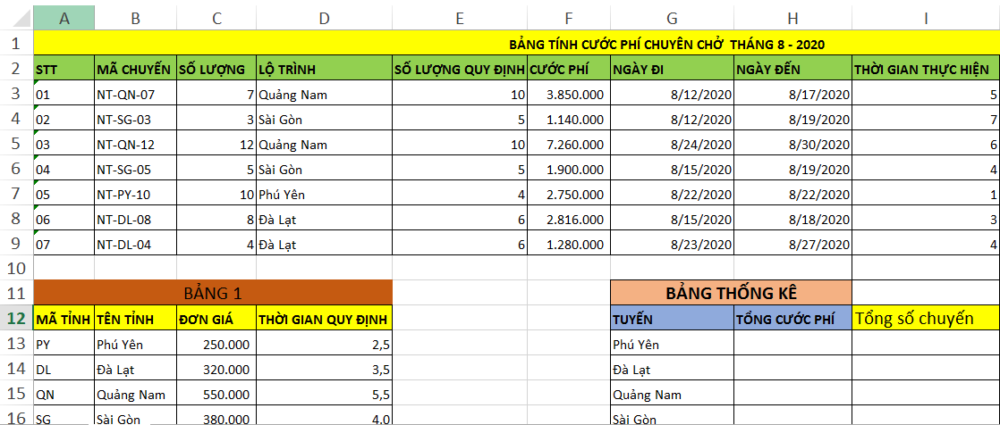 A B C D E F G H I
1 BẢNG TÍNH CƯỚC PHÍ CHUYÊN CHỞ THÁNG 8 - 2020
2 STT MÃ CHUYẾN SỐ LƯỢNG LỘ TRÌNH SỐ LƯỢNG QUY ĐỊNH CƯỚC PHÍ NGÀY ĐI NGÀY ĐẾN THỜI GIAN THỰC HIỆN
3 01 NT-QN-07 7 Quảng Nam 10 3.850.000 8/12/2020 8/17/2020 5
4 02 NT-SG-03 3 Sài Gòn 5 1.140.000 8/12/2020 8/19/2020 7
5 03 NT-QN-12 12 Quảng Nam 10 7.260.000 8/24/2020 8/30/2020 6
6 04 NT-SG-05 5 Sài Gòn 5 1.900.000 8/15/2020 8/19/2020 4
7 05 NT-PY-10 10 Phú Yên 4 2.750.000 8/22/2020 8/22/2020 1
8 06 NT-DL-08 8 Đà Lạt 6 2.816.000 8/15/2020 8/18/2020 3
9 07 NT-DL-04 4 Đà Lạt 6 1.280.000 8/23/2020 8/27/2020 4
10
11 BẢNG 1 BẢNG THỐNG KÊ
12 MÃ TỈNH TÊN TỈNH ĐƠN GIÁ THỜI GIAN QUY ĐỊNH TUYẾN TỔNG CƯỚC PHÍ Tổng số chuyến
13 PY Phú Yên 250.000 2,5 Phú Yên
14 DL Đà Lạt 320.000 3,5 Đà Lạt
15 QN Quảng Nam 550.000 5,5 Quảng Nam
16 SG Sài Gòn 380.000 4,0 Sài Gòn